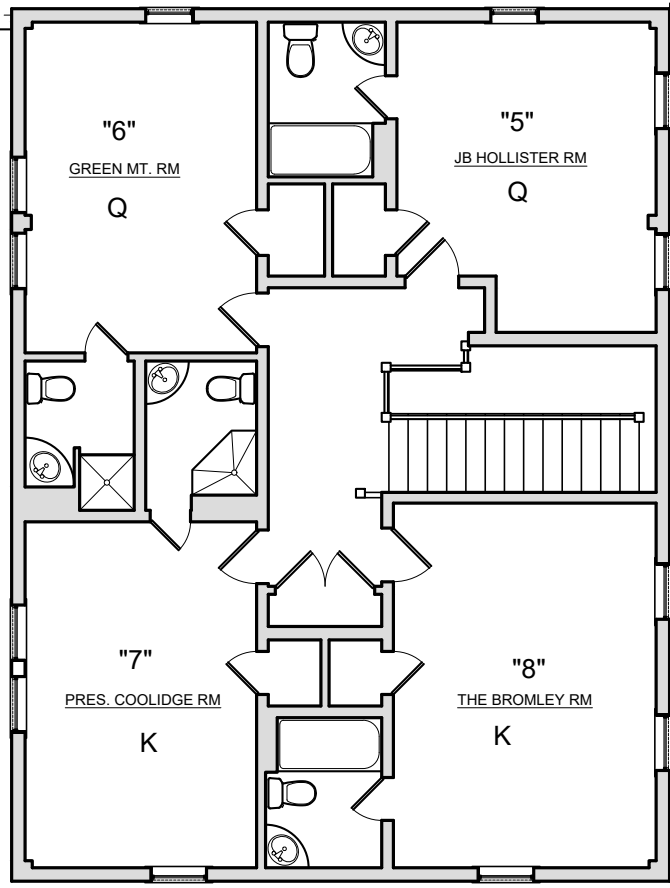 "6"
GREEN MT. RM
Q
"5"
JB HOLLISTER RM
Q
"7"
PRES. COOLIDGE RM
K
"8"
THE BROMLEY RM
K